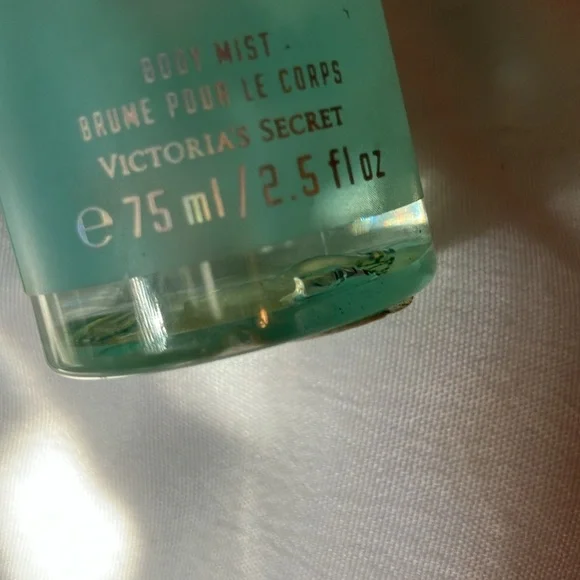 BODY MIST
BRUME POUR LE CORPS
VICTORIA'S SECRET
℮ 75 ml / 2.5 fl oz